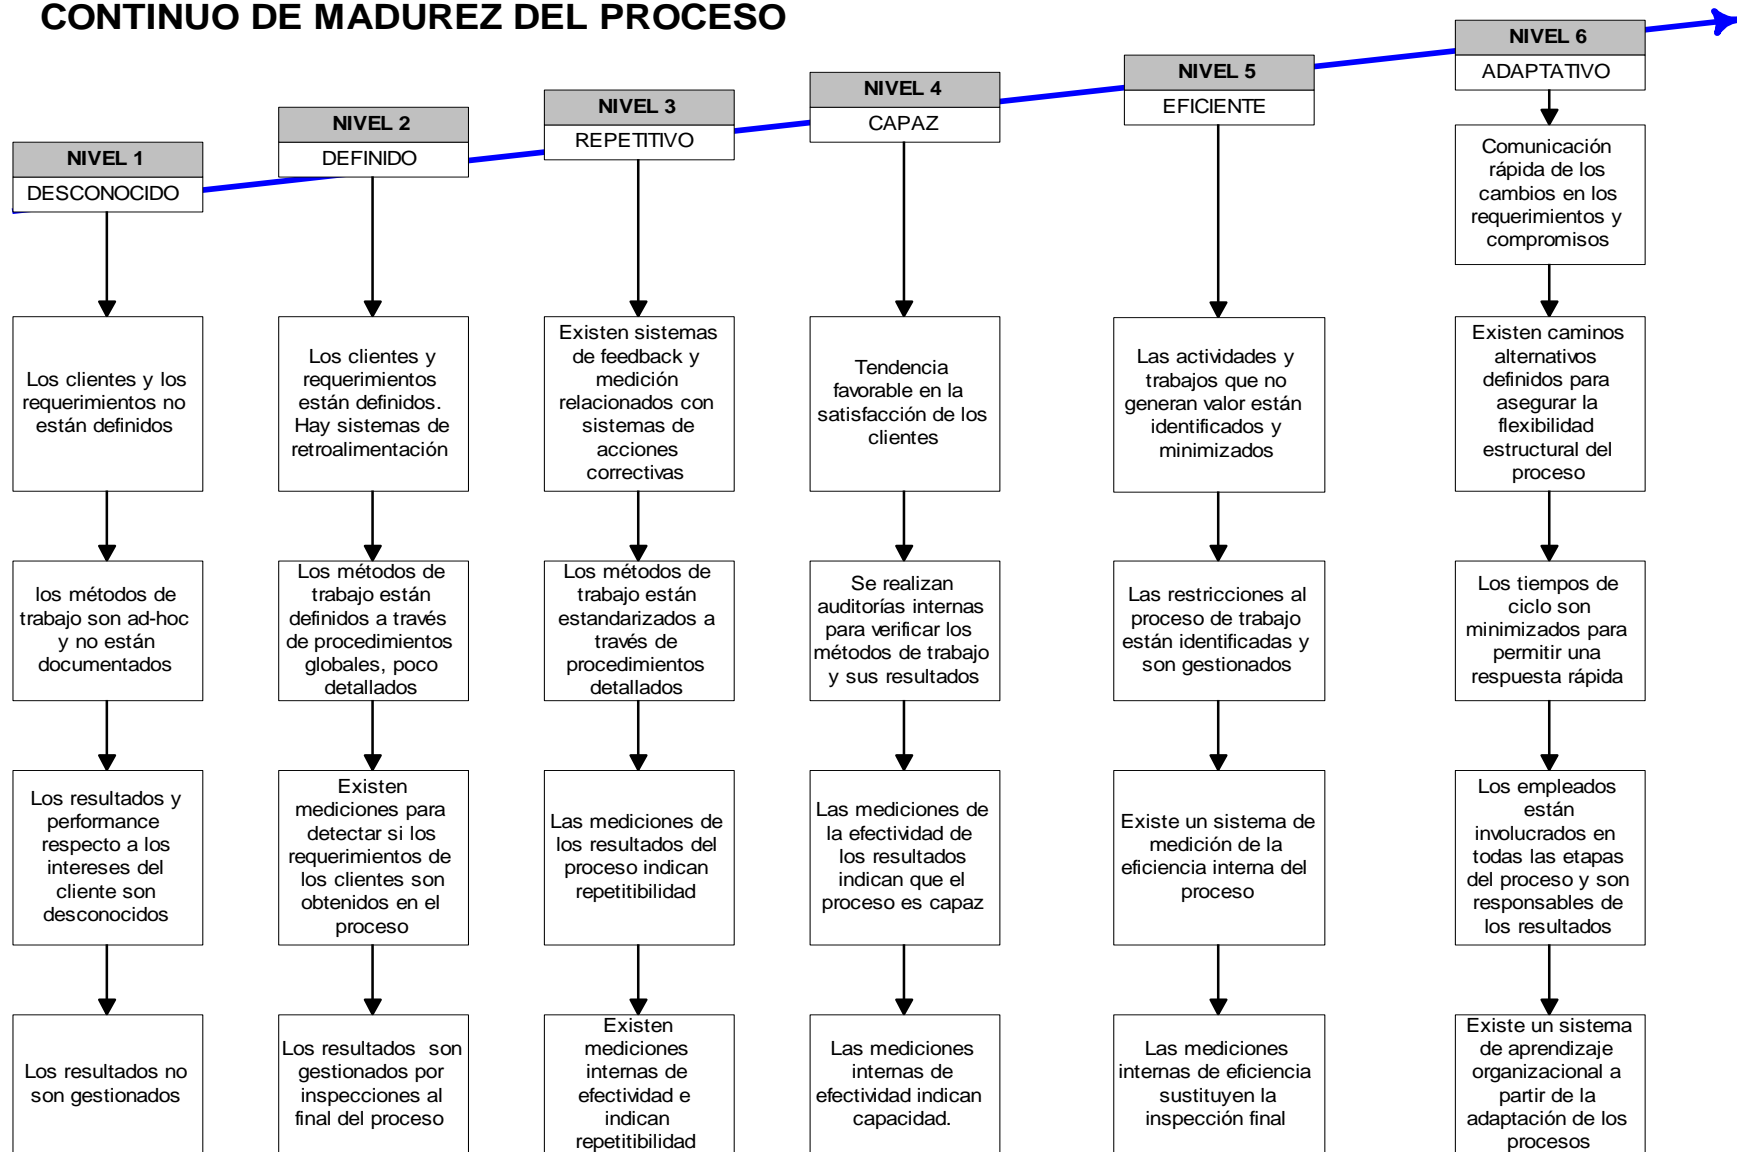 CONTINUO DE MADUREZ DEL PROCESO
NIVEL 1
DESCONOCIDO
Los clientes y los
requerimientos no
están definidos
los métodos de
trabajo son ad-hoc
y no están
documentados
Los resultados y
performance
respecto a los
intereses del
cliente son
desconocidos
Los resultados no
son gestionados
NIVEL 2
DEFINIDO
Los clientes y
requerimientos
están definidos.
Hay sistemas de
retroalimentación
Los métodos de
trabajo están
definidos a través
de procedimientos
globales, poco
detallados
Existen
mediciones para
detectar si los
requerimientos de
los clientes son
obtenidos en el
proceso
Los resultados  son
gestionados por
inspecciones al
final del proceso
NIVEL 3
REPETITIVO
Existen sistemas
de feedback y
medición
relacionados con
sistemas de
acciones
correctivas
Los métodos de
trabajo están
estandarizados a
través de
procedimientos
detallados
Las mediciones de
los resultados del
proceso indican
repetitibilidad
Existen
mediciones
internas de
efectividad e
indican
repetitibilidad
NIVEL 4
CAPAZ
Tendencia
favorable en la
satisfacción de los
clientes
Se realizan
auditorías internas
para verificar los
métodos de trabajo
y sus resultados
Las mediciones de
la efectividad de
los resultados
indican que el
proceso es capaz
Las mediciones
internas de
efectividad indican
capacidad.
NIVEL 5
EFICIENTE
Las actividades y
trabajos que no
generan valor están
identificados y
minimizados
Las restricciones al
proceso de trabajo
están identificadas y
son gestionados
Existe un sistema de
medición de la
eficiencia interna del
proceso
Las mediciones
internas de eficiencia
sustituyen la
inspección final
NIVEL 6
ADAPTATIVO
Comunicación
rápida de los
cambios en los
requerimientos y
compromisos
Existen caminos
alternativos
definidos para
asegurar la
flexibilidad
estructural del
proceso
Los tiempos de
ciclo son
minimizados para
permitir una
respuesta rápida
Los empleados
están
involucrados en
todas las etapas
del proceso y son
responsables de
los resultados
Existe un sistema
de aprendizaje
organizacional a
partir de la
adaptación de los
procesos